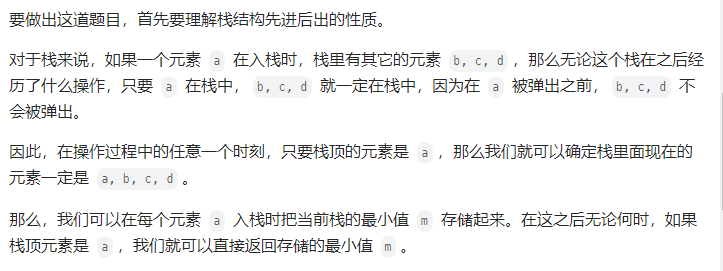 要做出这道题目，首先要理解栈结构先进后出的性质。
对于栈来说，如果一个元素 a 在入栈时，栈里有其它的元素 b, c, d，那么无论这个栈在之后经
历了什么操作，只要 a 在栈中， b, c, d 就一定在栈中，因为在 a 被弹出之前， b, c, d 不
会被弹出。
因此，在操作过程中的任意一个时刻，只要栈顶的元素是 a，那么我们就可以确定栈里面现在的
元素一定是 a, b, c, d。
那么，我们可以在每个元素 a 入栈时把当前栈的最小值 m 存储起来。在这之后无论何时，如果
栈顶元素是 a，我们就可以直接返回存储的最小值 m。